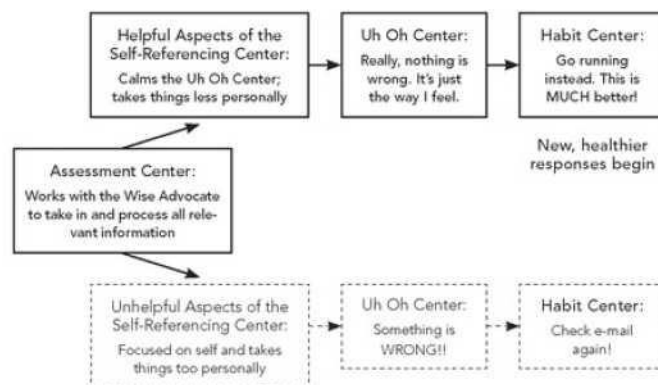 Helpful Aspects of the
Self-Referencing Center:
Calms the Uh Oh Center;
takes things less personally
Uh Oh Center:
Really, nothing is
wrong. It's just
the way I feel.
Habit Center:
Go running
instead. This is
MUCH better!
New, healthier
responses begin
Assessment Center:
Works with the Wise Advocate
to take in and process all rele-
vant information
Unhelpful Aspects of the
Self-Referencing Center:
Focused on self and takes
things too personally
Uh Oh Center:
Something is
WRONG!!
Habit Center:
Check e-mail
again!